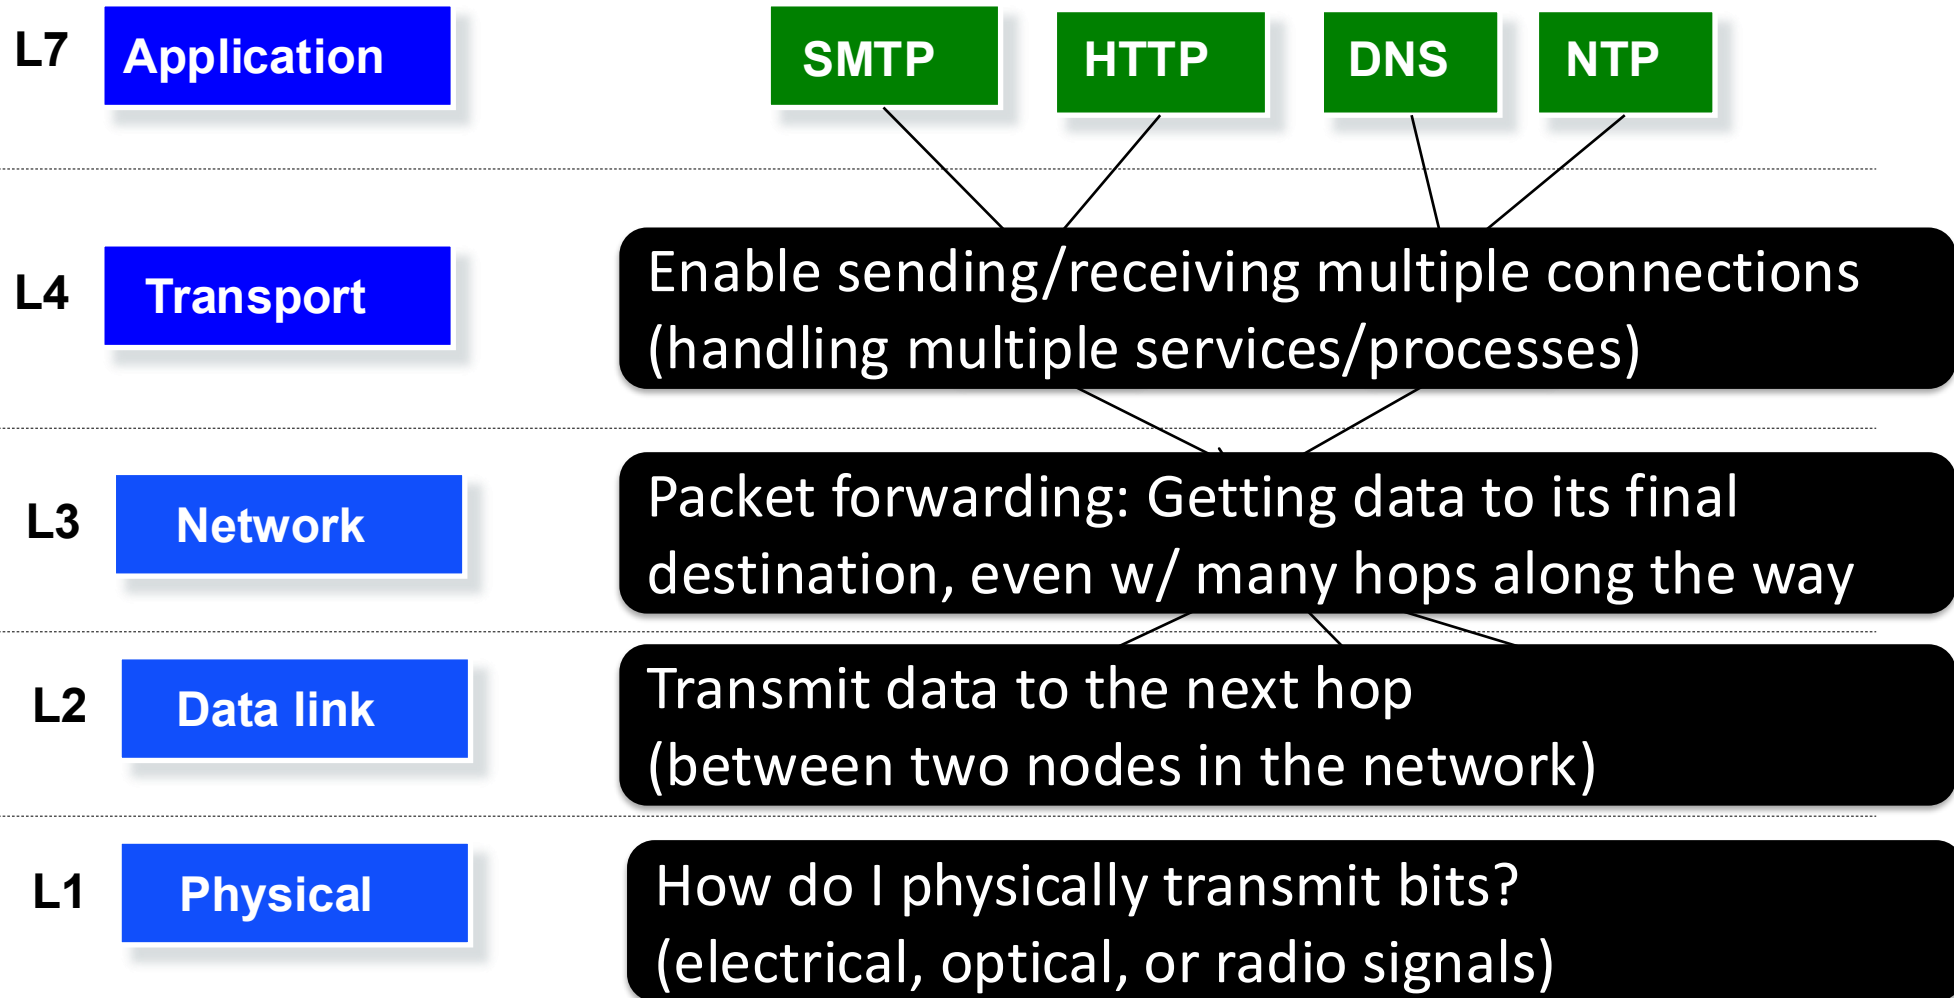 L7 Application SMTP HTTP DNS NTP
L4 Transport
Enable sending/receiving multiple connections
(handling multiple services/processes)
L3 Network
Packet forwarding: Getting data to its final
destination, even w/ many hops along the way
L2 Data link
Transmit data to the next hop
(between two nodes in the network)
L1 Physical
How do I physically transmit bits?
(electrical, optical, or radio signals)